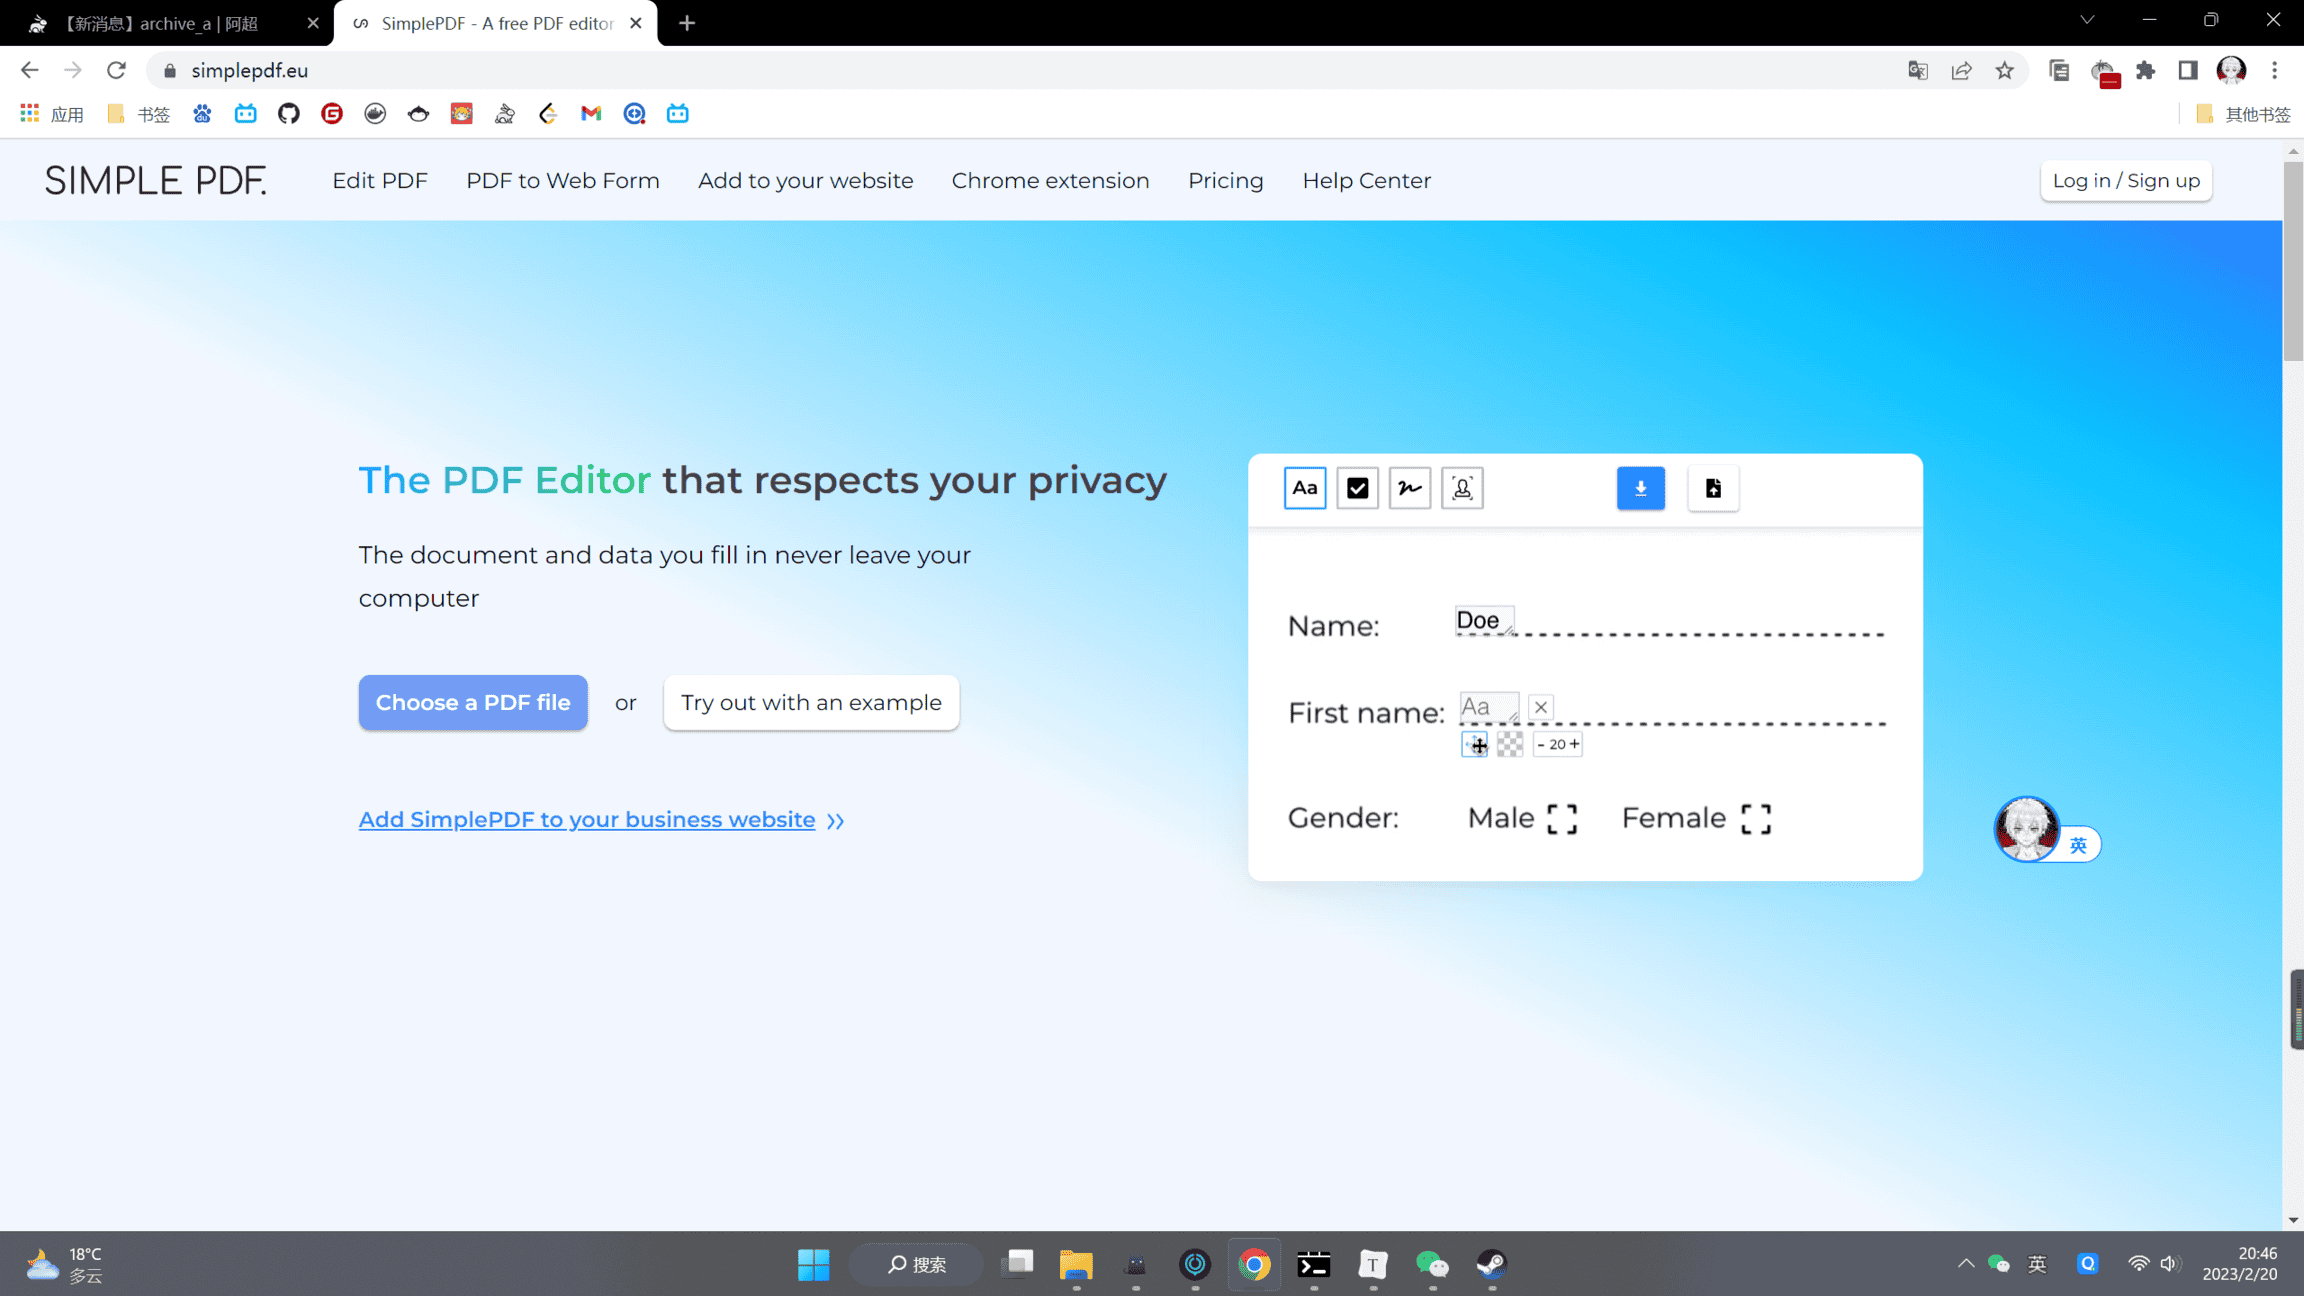 【新消息】archive_a | 阿超
SimplePDF - A free PDF editor
simplepdf.eu
应用
书签
其他书签
SIMPLE PDF.
Edit PDF
PDF to Web Form
Add to your website
Chrome extension
Pricing
Help Center
Log in / Sign up
The PDF Editor that respects your privacy
The document and data you fill in never leave your
computer
Choose a PDF file
or
Try out with an example
Add SimplePDF to your business website
Aa
Name:
Doe
First name:
Aa
- 20 +
Gender:
Male
Female
英
18°C
多云
搜索
英
20:46
2023/2/20